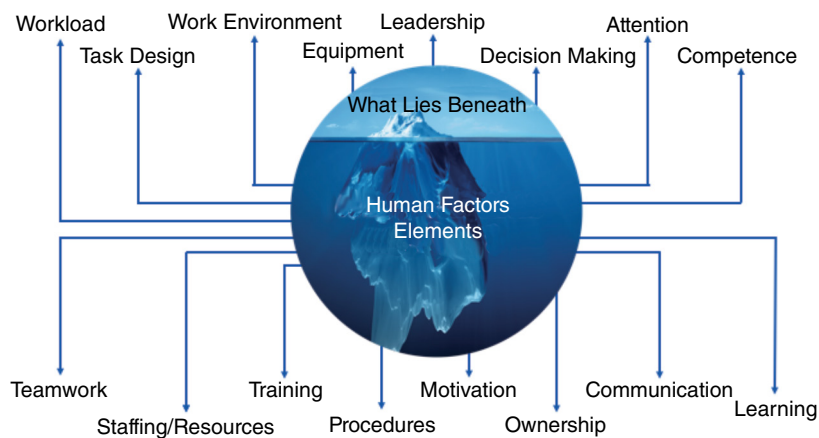 Workload
Work Environment
Leadership
Attention
Task Design
Equipment
Decision Making
Competence
What Lies Beneath
Human Factors
Elements
Teamwork
Training
Motivation
Communication
Learning
Staffing/Resources
Procedures
Ownership